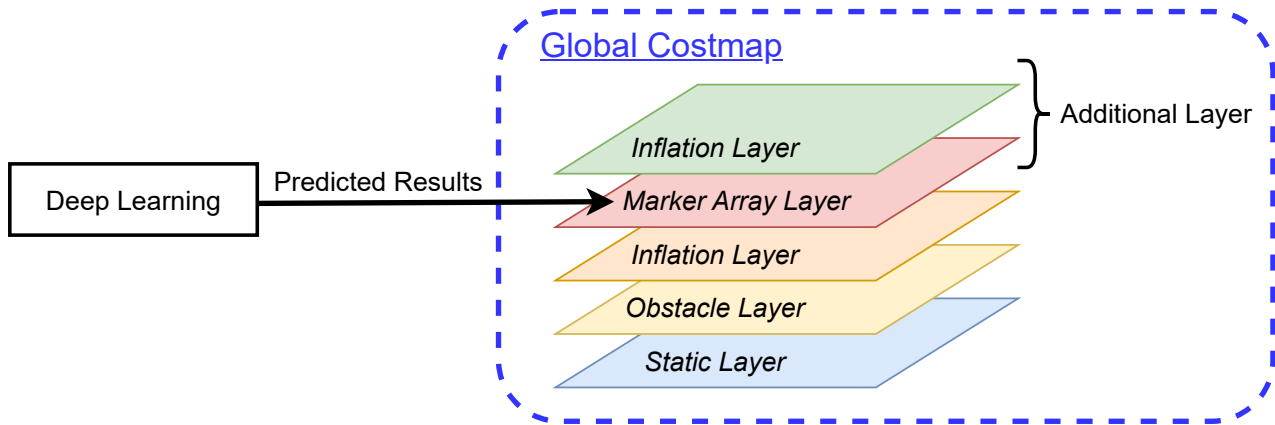 Global Costmap
Additional Layer
Inflation Layer
Deep Learning
Predicted Results
Marker Array Layer
Inflation Layer
Obstacle Layer
Static Layer